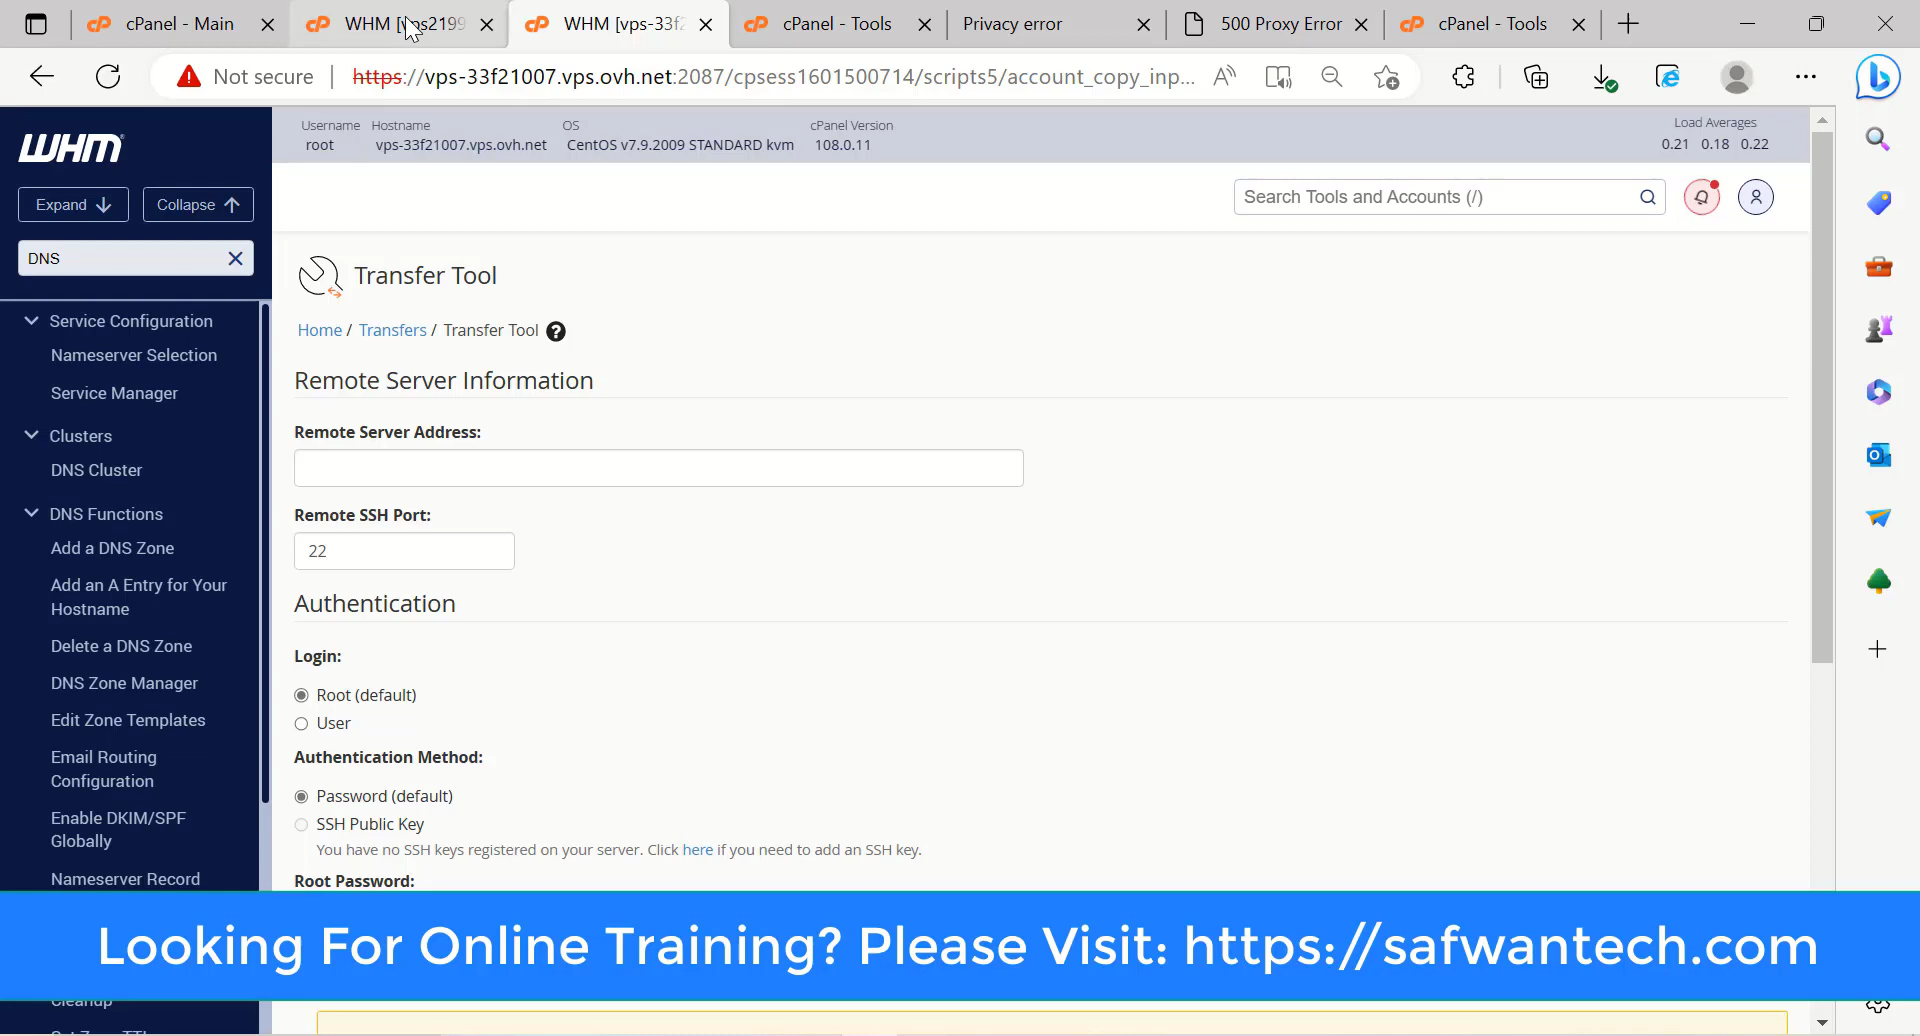 cPanel - Main
WHM [vps2199
WHM [vps-33f2
cPanel - Tools
Privacy error
500 Proxy Error
cPanel - Tools
Not secure
https://vps-33f21007.vps.ovh.net:2087/cpsess1601500714/scripts5/account_copy_inp...
WHM
Username Hostname OS cPanel Version Load Averages
root vps-33f21007.vps.ovh.net CentOS v7.9.2009 STANDARD kvm 108.0.11 0.21 0.18 0.22
Expand
Collapse
Search Tools and Accounts (/)
DNS
Service Configuration
Nameserver Selection
Service Manager
Clusters
DNS Cluster
DNS Functions
Add a DNS Zone
Add an A Entry for Your
Hostname
Delete a DNS Zone
DNS Zone Manager
Edit Zone Templates
Email Routing
Configuration
Enable DKIM/SPF
Globally
Nameserver Record
Cleanup
Transfer Tool
Home / Transfers / Transfer Tool
Remote Server Information
Remote Server Address:
Remote SSH Port:
22
Authentication
Login:
Root (default)
User
Authentication Method:
Password (default)
SSH Public Key
You have no SSH keys registered on your server. Click here if you need to add an SSH key.
Root Password:
Looking For Online Training? Please Visit: https://safwantech.com